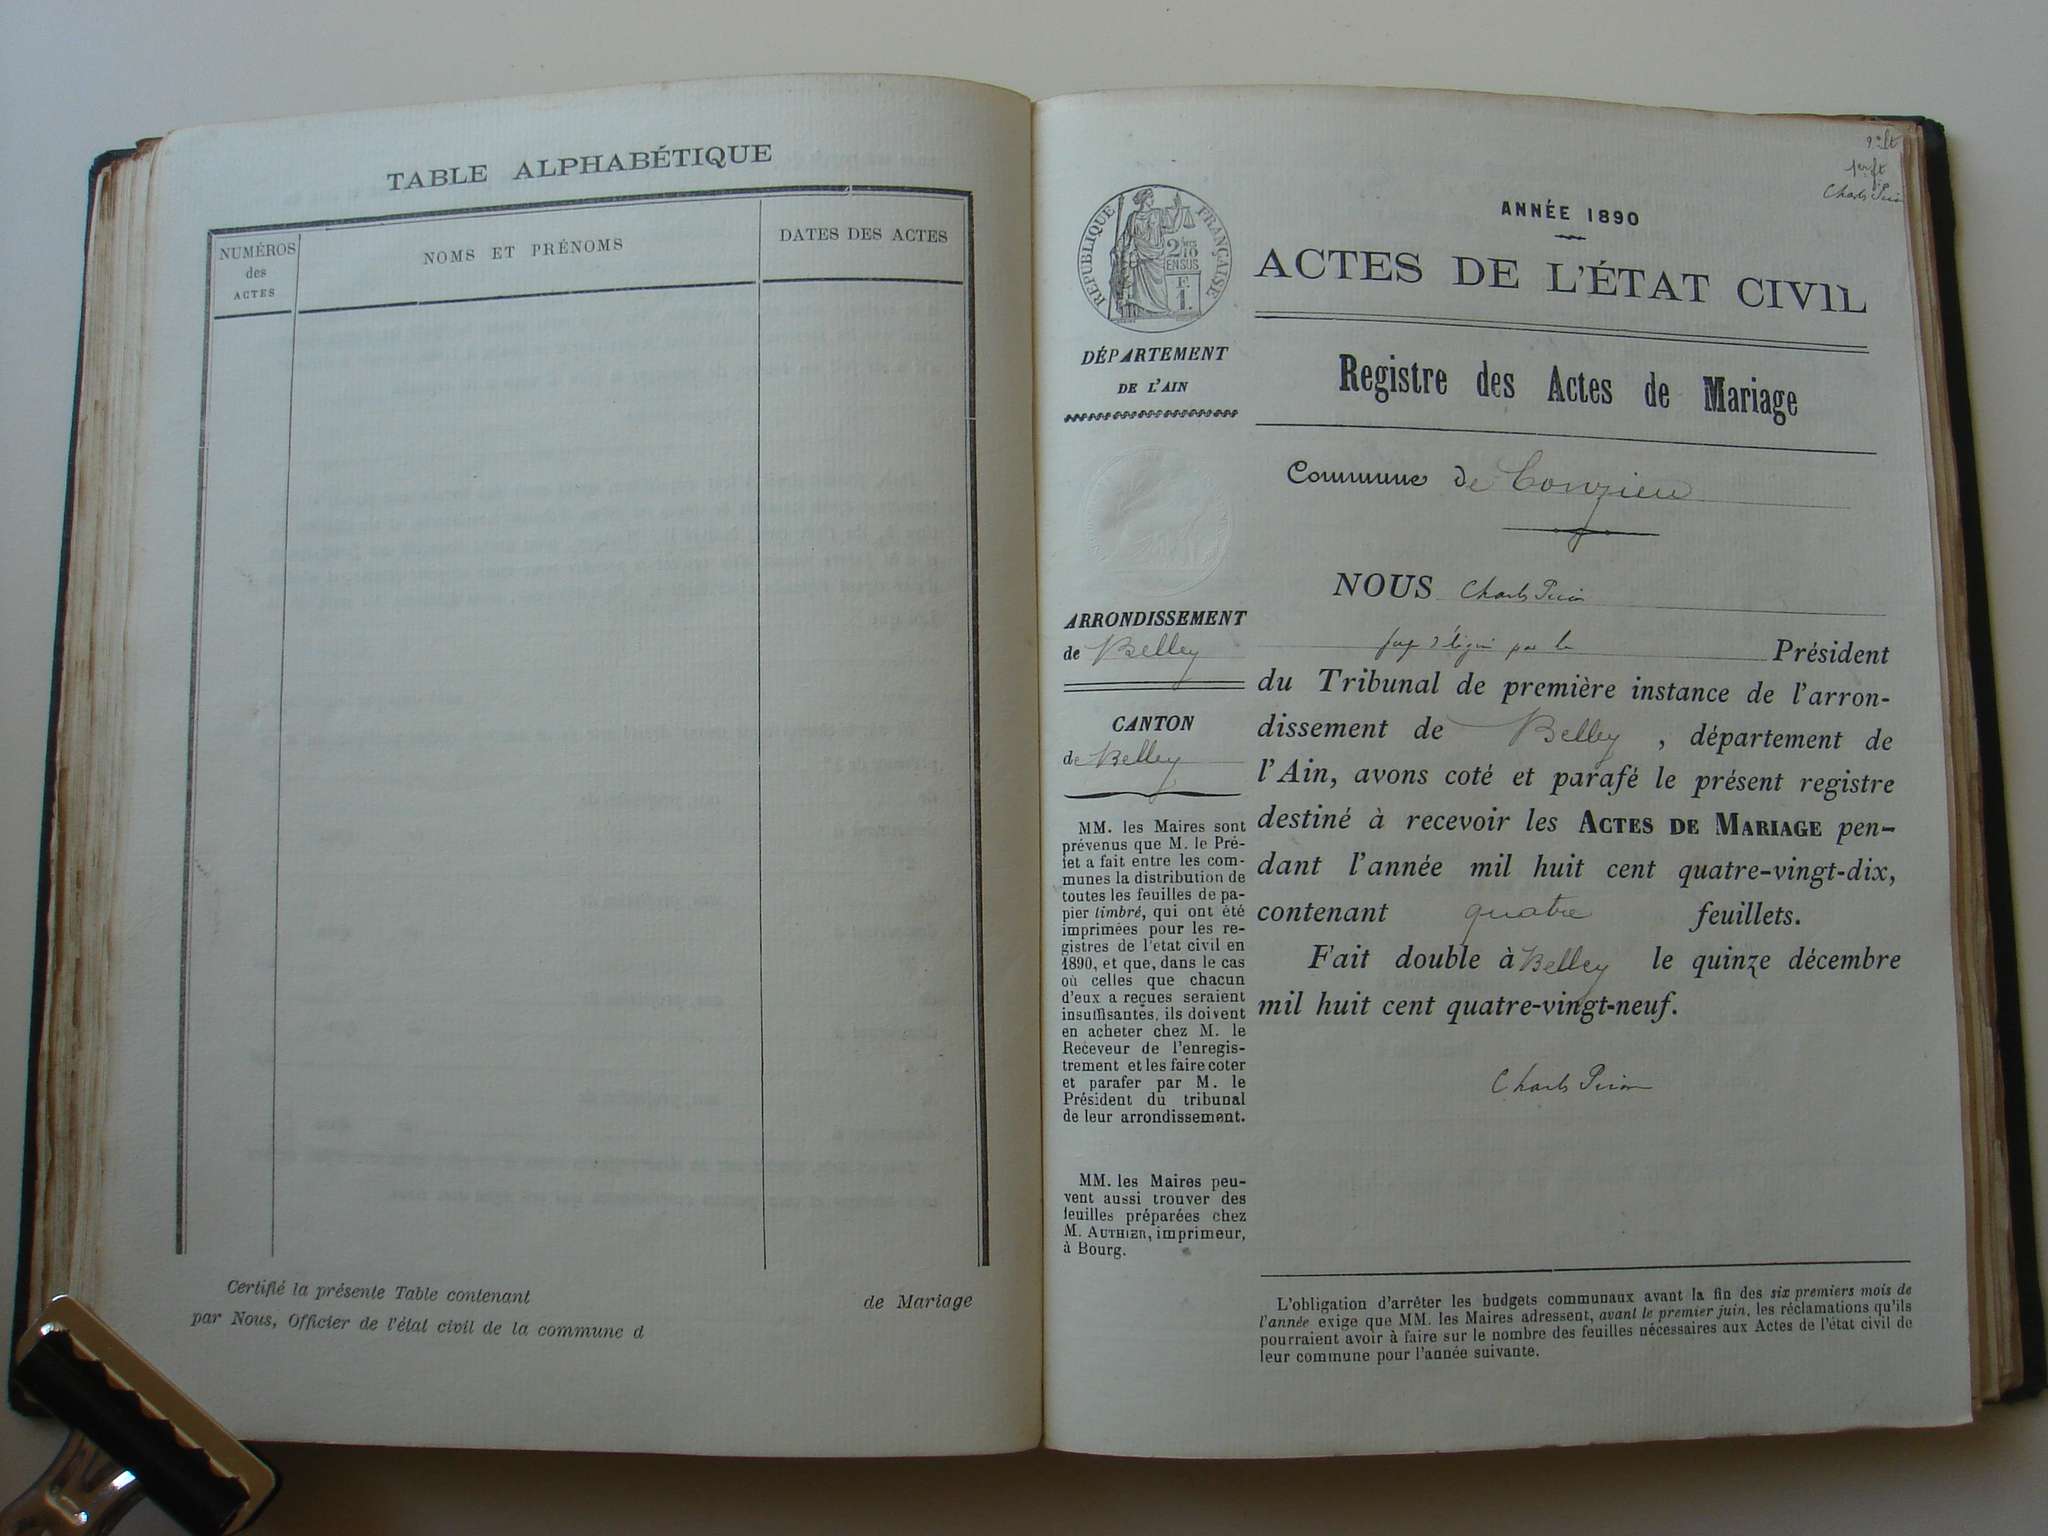 TABLE ALPHABÉTIQUE
NUMÉROS
des
ACTES
NOMS ET PRÉNOMS
DATES DES ACTES
Certifié la présente Table contenant de Mariage
par Nous, Officier de l'état civil de la commune d
1er ft
ANNÉE 1890
ACTES DE L'ÉTAT CIVIL
Registre des Actes de Mariage
Commune de Conzieu
RÉPUBLIQUE FRANÇAISE
DÉPARTEMENT
DE L'AIN
ARRONDISSEMENT
de Belley
CANTON
de Belley
MM. les Maires sont
prévenus que M. le Pré-
fet a fait entre les com-
munes la distribution de
toutes les feuilles de pa-
pier timbré, qui ont été
imprimées pour les re-
gistres de l'etat civil en
1890, et que, dans le cas
où celles que chacun
d'eux a reçues seraient
insuffisantes, ils doivent
en acheter chez M. le
Receveur de l'enregis-
trement et les faire coter
et parafer par M. le
Président du tribunal
de leur arrondissement.
MM. les Maires peu-
vent aussi trouver des
feuilles préparées chez
M. AUTHIER, imprimeur,
à Bourg.
NOUS Charles
Président
du Tribunal de première instance de l'arron-
dissement de Belley, département de
l'Ain, avons coté et parafé le présent registre
destiné à recevoir les ACTES DE MARIAGE pen-
dant l'année mil huit cent quatre-vingt-dix,
contenant quatre feuillets.
Fait double à Belley le quinze décembre
mil huit cent quatre-vingt-neuf.
Charles
L'obligation d'arrêter les budgets communaux avant la fin des six premiers mois de
l'année exige que MM. les Maires adressent, avant le premier juin, les réclamations qu'ils
pourraient avoir à faire sur le nombre des feuilles nécessaires aux Actes de l'état civil de
leur commune pour l'année suivante.